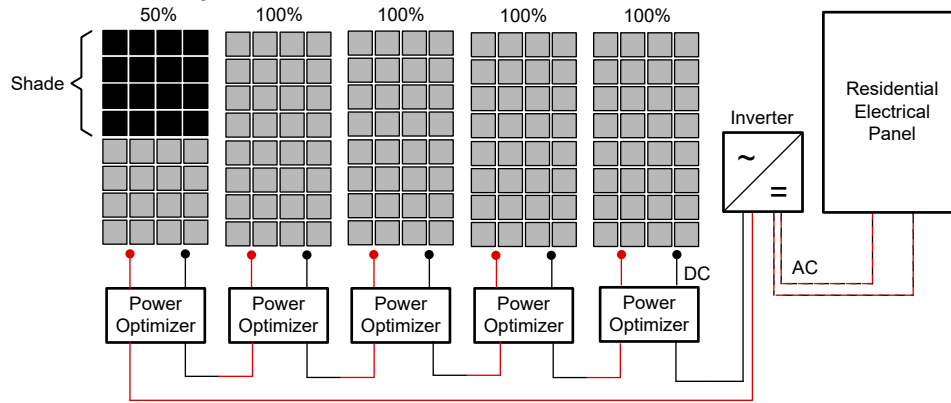 50%
100%
100%
100%
100%
Shade
Residential
Electrical
Panel
Inverter
~
=
DC
AC
Power
Optimizer
Power
Optimizer
Power
Optimizer
Power
Optimizer
Power
Optimizer